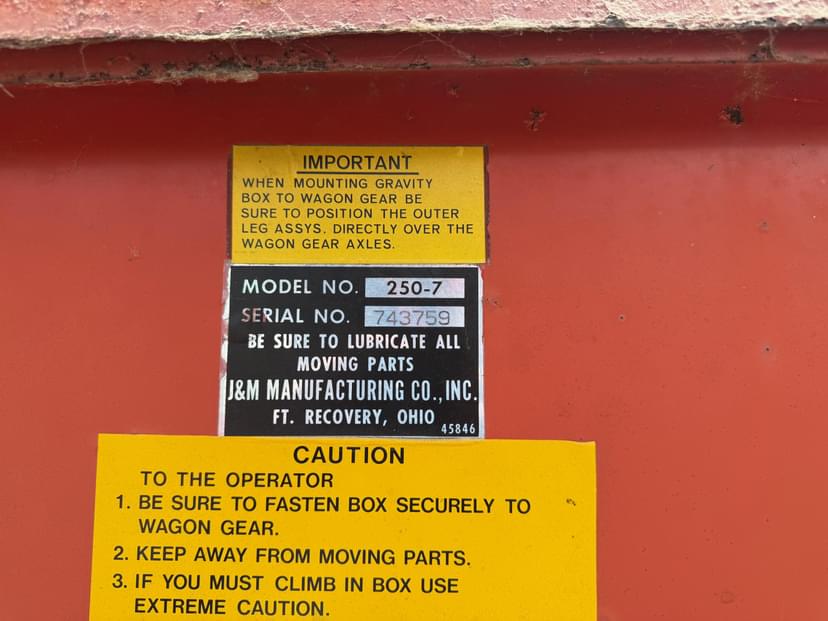 IMPORTANT
WHEN MOUNTING GRAVITY
BOX TO WAGON GEAR BE
SURE TO POSITION THE OUTER
LEG ASSYS. DIRECTLY OVER THE
WAGON GEAR AXLES.
MODEL NO. 250-7
SERIAL NO. 743759
BE SURE TO LUBRICATE ALL
MOVING PARTS
J&M MANUFACTURING CO., INC.
FT. RECOVERY, OHIO
45846
CAUTION
TO THE OPERATOR
1. BE SURE TO FASTEN BOX SECURELY TO
WAGON GEAR.
2. KEEP AWAY FROM MOVING PARTS.
3. IF YOU MUST CLIMB IN BOX USE
EXTREME CAUTION.